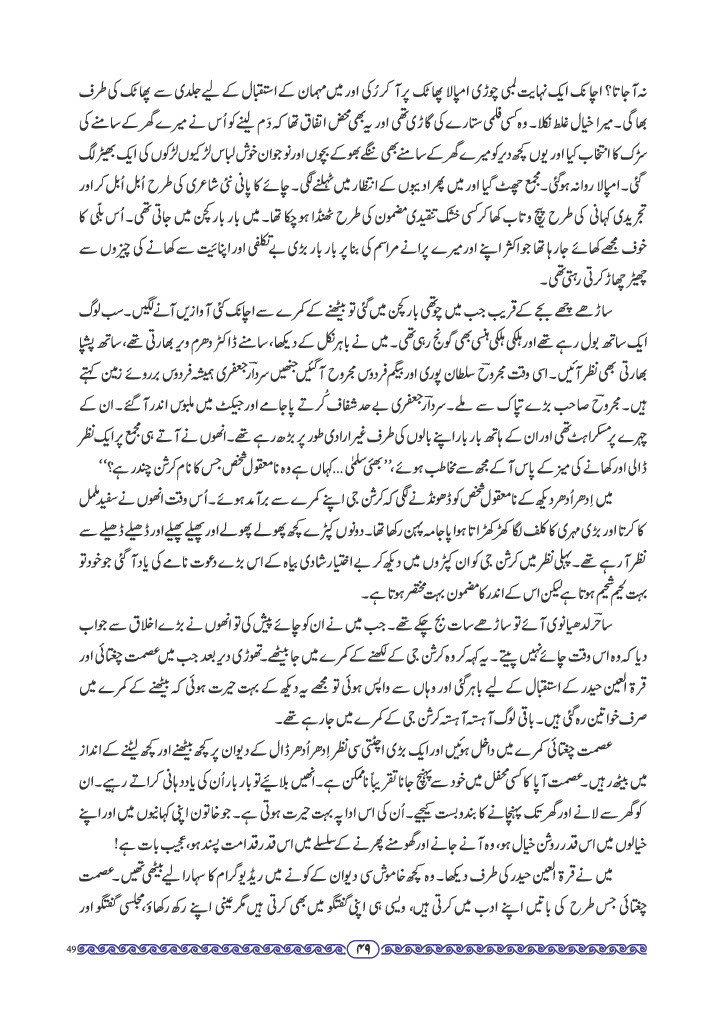 نہ آجاتا؟ اچانک ایک نہایت لمبی چوڑی امپالا پھاٹک پر آکر رُکی اور میں مہمان کے استقبال کے لیے جلدی سے پھاٹک کی طرف
بھاگی۔ میرا خیال غلط نکلا۔ وہ کسی فلمی ستارے کی گاڑی تھی اور یہ بھی محض اتفاق تھا کہ دَم لینے کو اُس نے میرے گھر کے سامنے کی
سڑک کا انتخاب کیا اور یوں کچھ دیر کو میرے گھر کے سامنے بھی ننگے بھوکے بچوں اور نوجوان خوش لباس لڑکیوں لڑکوں کی ایک بھیڑ لگ
گئی۔ امپالا روانہ ہوگئی۔ مجمع چھٹ گیا اور میں پھر ادیبوں کے انتظار میں ٹہلنے لگی۔ چائے کا پانی نئی شاعری کی طرح اُبل اُبل کر اور
تجریدی کہانی کی طرح پیچ و تاب کھا کر کسی خشک تنقیدی مضمون کی طرح ٹھنڈا ہو چکا تھا۔ میں بار بار کچن میں جاتی تھی۔ اُس بلّی کا
خوف مجھے کھائے جا رہا تھا جو اکثر اپنے اور میرے پرانے مراسم کی بنا پر بار بار بڑی بے تکلفی اور اپنائیت سے کھانے کی چیزوں سے
چھیڑ چھاڑ کرتی رہتی تھی۔
ساڑھے چھے بجے کے قریب جب میں چوتھی بار کچن میں گئی تو بیٹھنے کے کمرے سے اچانک کئی آوازیں آنے لگیں۔ سب لوگ
ایک ساتھ بول رہے تھے اور ہلکی ہلکی ہنسی بھی گونج رہی تھی۔ میں نے باہر نکل کے دیکھا، سامنے ڈاکٹر دھرم ویر بھارتی تھے، ساتھ پشپا
بھارتی بھی نظر آئیں۔ اسی وقت مجروحؔ سلطان پوری اور بیگم فردوس مجروح آگئیں جنھیں سردارؔ جعفری ہمیشہ فردوس بر روئے زمین کہتے
ہیں۔ مجروحؔ صاحب بڑے تپاک سے ملے۔ سردارؔ جعفری بے حد شفاف کُرتے پاجامے اور جیکٹ میں ملبوس اندر آگئے۔ ان کے
چہرے پر مسکراہٹ تھی اور ان کے ہاتھ بار بار اپنے بالوں کی طرف غیر ارادی طور پر بڑھ رہے تھے۔ انھوں نے آتے ہی مجمع پر ایک نظر
ڈالی اور کھانے کی میز کے پاس آ کے مجھ سے مخاطب ہوئے، ’’بھئی سلمیٰ ... کہاں ہے وہ نامعقول شخص جس کا نام کرشن چندر ہے؟‘‘
میں اِدھر اُدھر دیکھ کے نامعقول شخص کو ڈھونڈنے لگی کہ کرشن جی اپنے کمرے سے برآمد ہوئے۔ اُس وقت انھوں نے سفید ململ
کا کرتا اور بڑی مہری کا کلف لگا کھڑکھڑاتا ہوا پاجامہ پہن رکھا تھا۔ دونوں کپڑے کچھ پھولے پھولے اور پھیلے پھیلے اور ڈھیلے ڈھیلے سے
نظر آرہے تھے۔ پہلی نظر میں کرشن جی کو ان کپڑوں میں دیکھ کر بے اختیار شادی بیاہ کے اس بڑے دعوت نامے کی یاد آگئی جو خود تو
بہت لحیم شحیم ہوتا ہے لیکن اس کے اندر کا مضمون بہت مختصر ہوتا ہے۔
ساحرؔ لدھیانوی آئے تو ساڑھے سات بج چکے تھے۔ جب میں نے ان کو چائے پیش کی تو انھوں نے بڑے اخلاق سے جواب
دیا کہ وہ اس وقت چائے نہیں پیتے۔ یہ کہہ کر وہ کرشن جی کے لکھنے کے کمرے میں جا بیٹھے۔ تھوڑی دیر بعد جب میں عصمت چغتائی اور
قرۃ العین حیدر کے استقبال کے لیے باہر گئی اور وہاں سے واپس ہوئی تو مجھے یہ دیکھ کے بہت حیرت ہوئی کہ بیٹھنے کے کمرے میں
صرف خواتین رہ گئی ہیں۔ باقی لوگ آہستہ آہستہ کرشن جی کے کمرے میں جارہے تھے۔
عصمت چغتائی کمرے میں داخل ہوئیں اور ایک بڑی اچٹتی سی نظر اِدھر اُدھر ڈال کے دیوان پر کچھ بیٹھنے اور کچھ لیٹنے کے انداز
میں بیٹھ رہیں۔ عصمت آپا کا کسی محفل میں خود سے پہنچ جانا تقریباً ناممکن ہے۔ انھیں بلائیے تو بار بار اُن کی یاد دہانی کراتے رہیے۔ ان
کو گھر سے لانے اور گھر تک پہنچانے کا بندوبست کیجیے۔ اُن کی اس ادا پہ بہت حیرت ہوتی ہے۔ جو خاتون اپنی کہانیوں میں اور اپنے
خیالوں میں اس قدر روشن خیال ہو، وہ آنے جانے اور گھومنے پھرنے کے سلسلے میں اس قدر قدامت پسند ہو، عجیب بات ہے!
میں نے قرۃ العین حیدر کی طرف دیکھا۔ وہ کچھ خاموش سی دیوان کے کونے میں ریڈیو گرام کا سہارا لیے بیٹھی تھیں۔ عصمت
چغتائی جس طرح کی باتیں اپنے ادب میں کرتی ہیں، ویسی ہی اپنی گفتگو میں بھی کرتی ہیں مگر عینی اپنے رکھ رکھاؤ، مجلسی گفتگو اور
۴۹
49